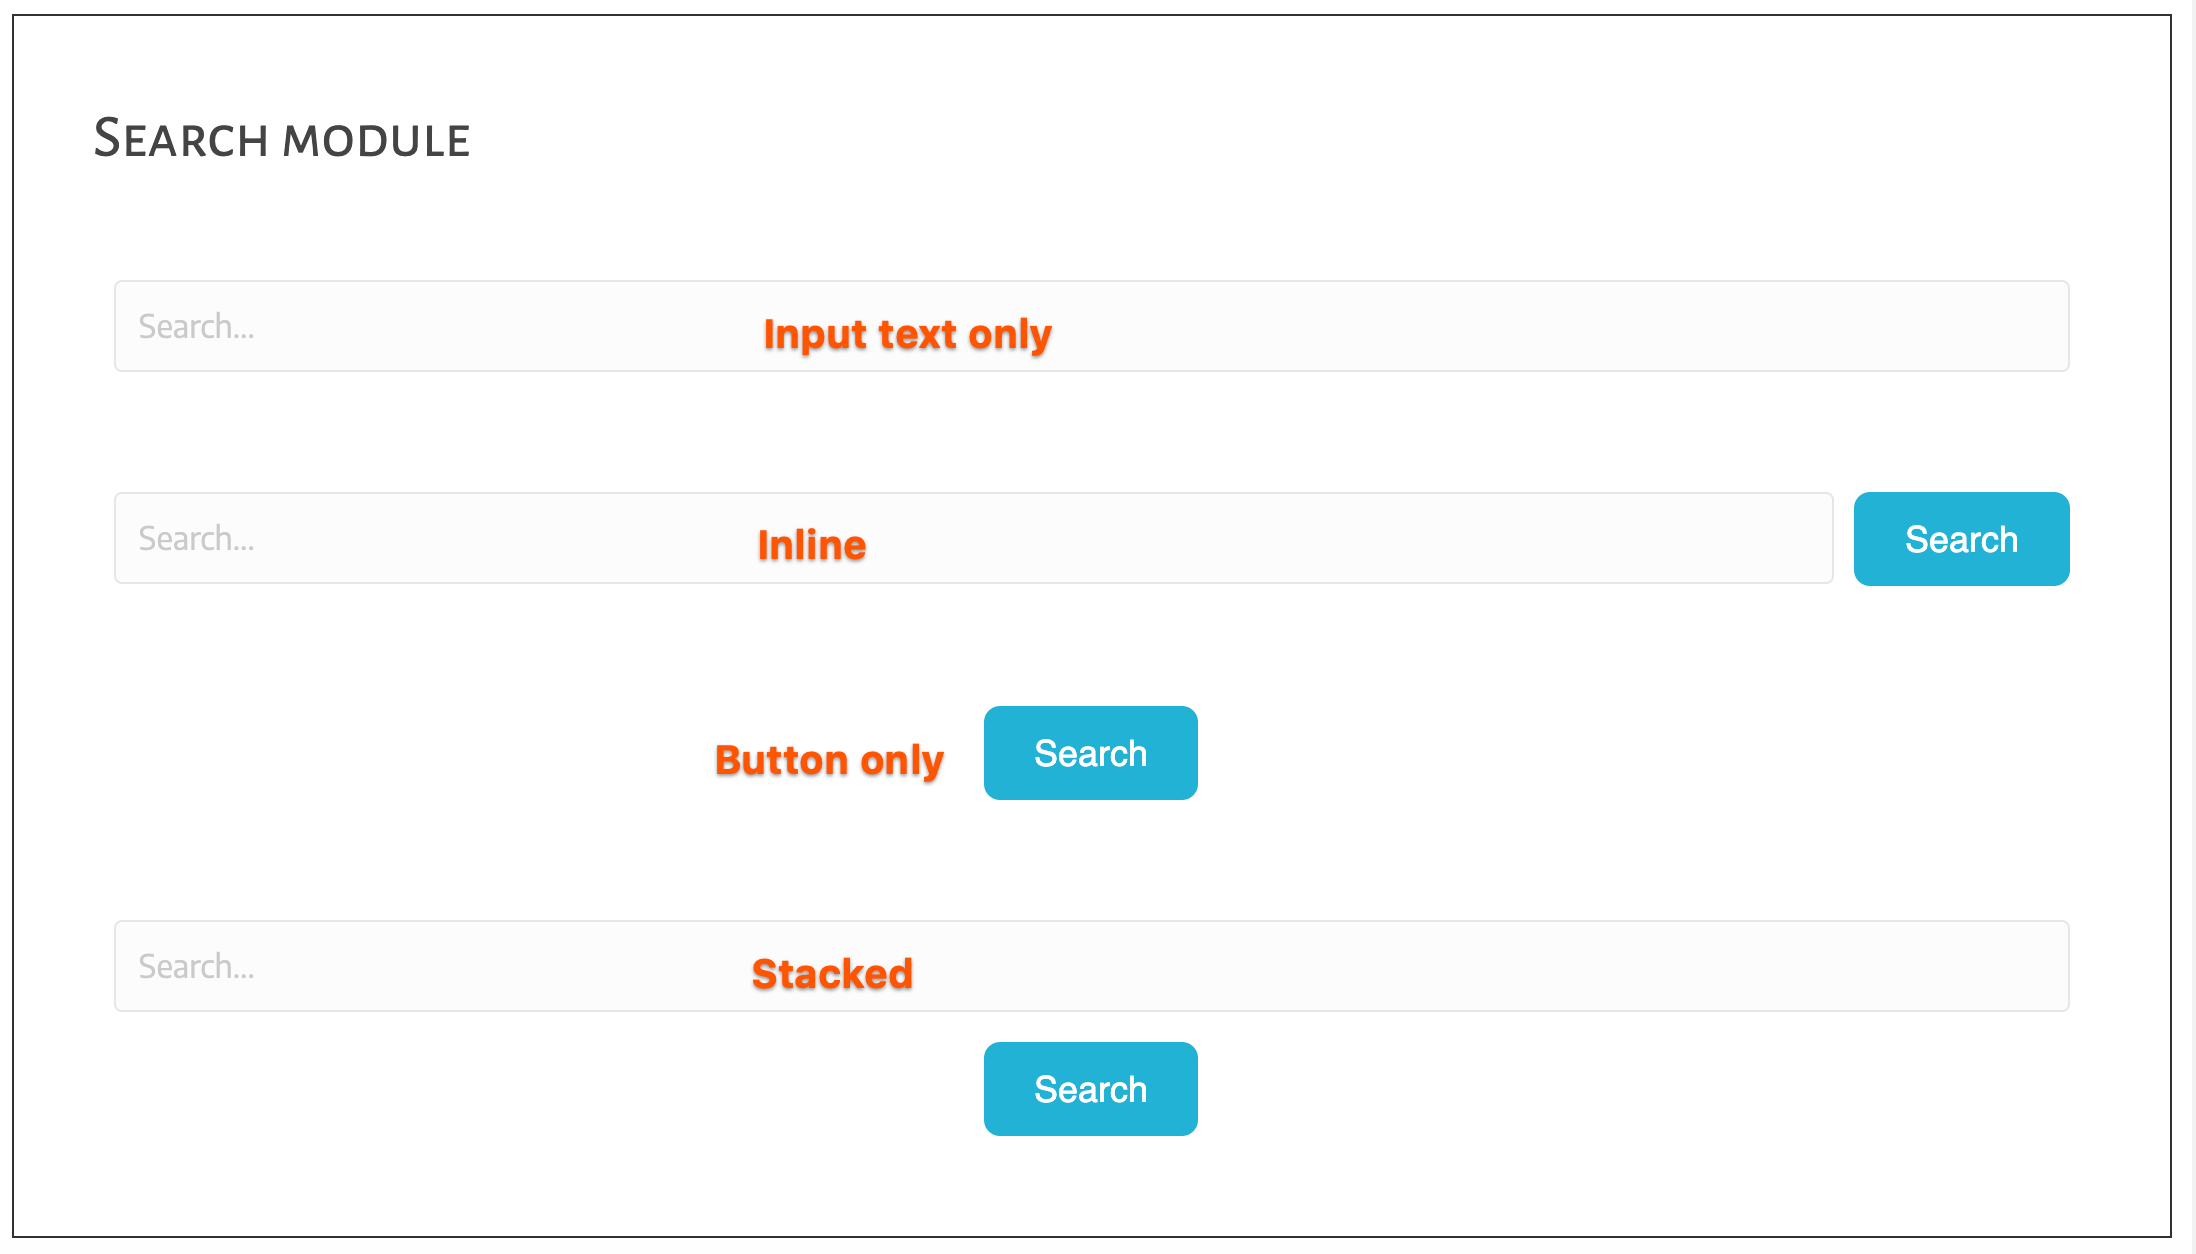 Search module
Search...
Input text only
Search...
Inline
Search
Button only
Search
Search...
Stacked
Search